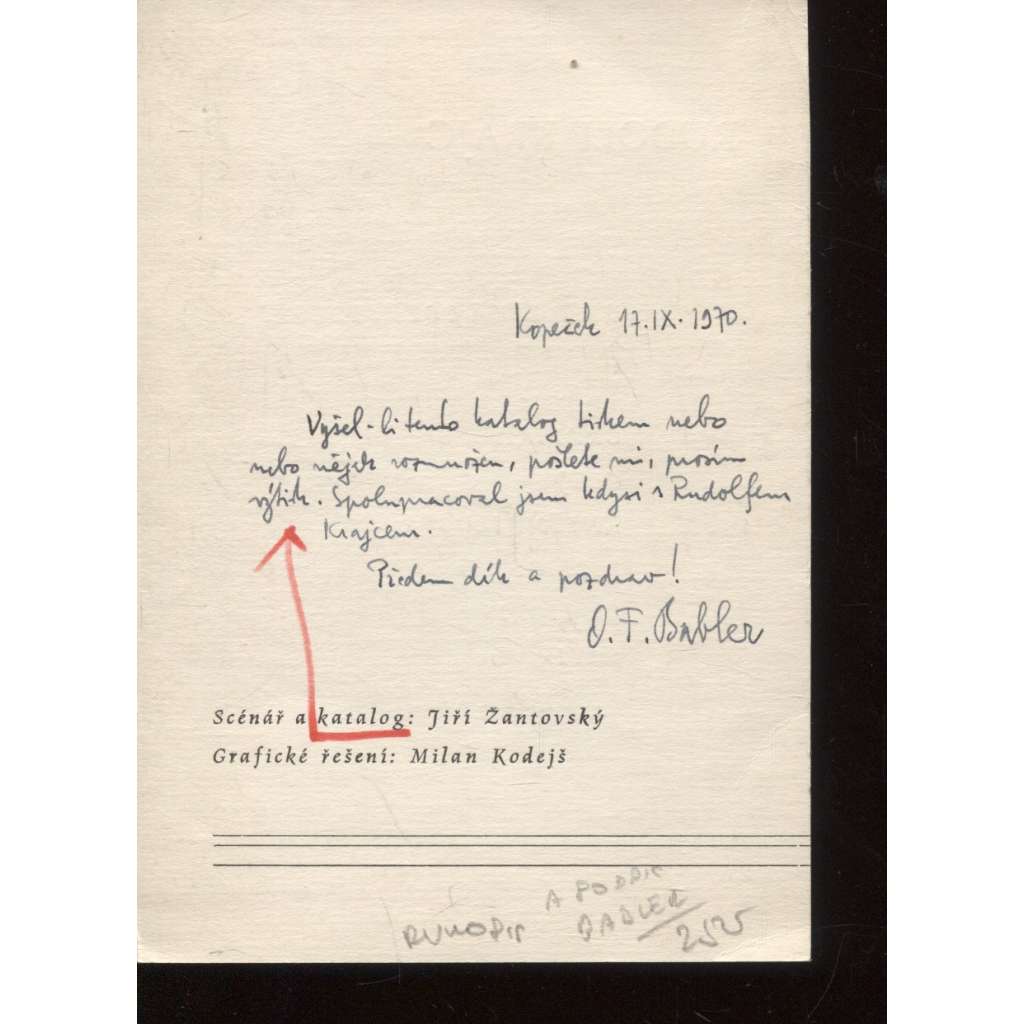 Kopeček 17.IX.1970.
Vyšel-li tento katalog tiskem nebo
nebo nějak rozmnožen, pošlete mi, prosím
výtisk. Spolupracoval jsem kdysi s Rudolfem
Krajcem.
Předem dík a pozdrav!
O. F. Babler
Scénář a katalog: Jiří Žantovský
Grafické řešení: Milan Kodejš
RUKOPIS
A PODPIS
BABLER